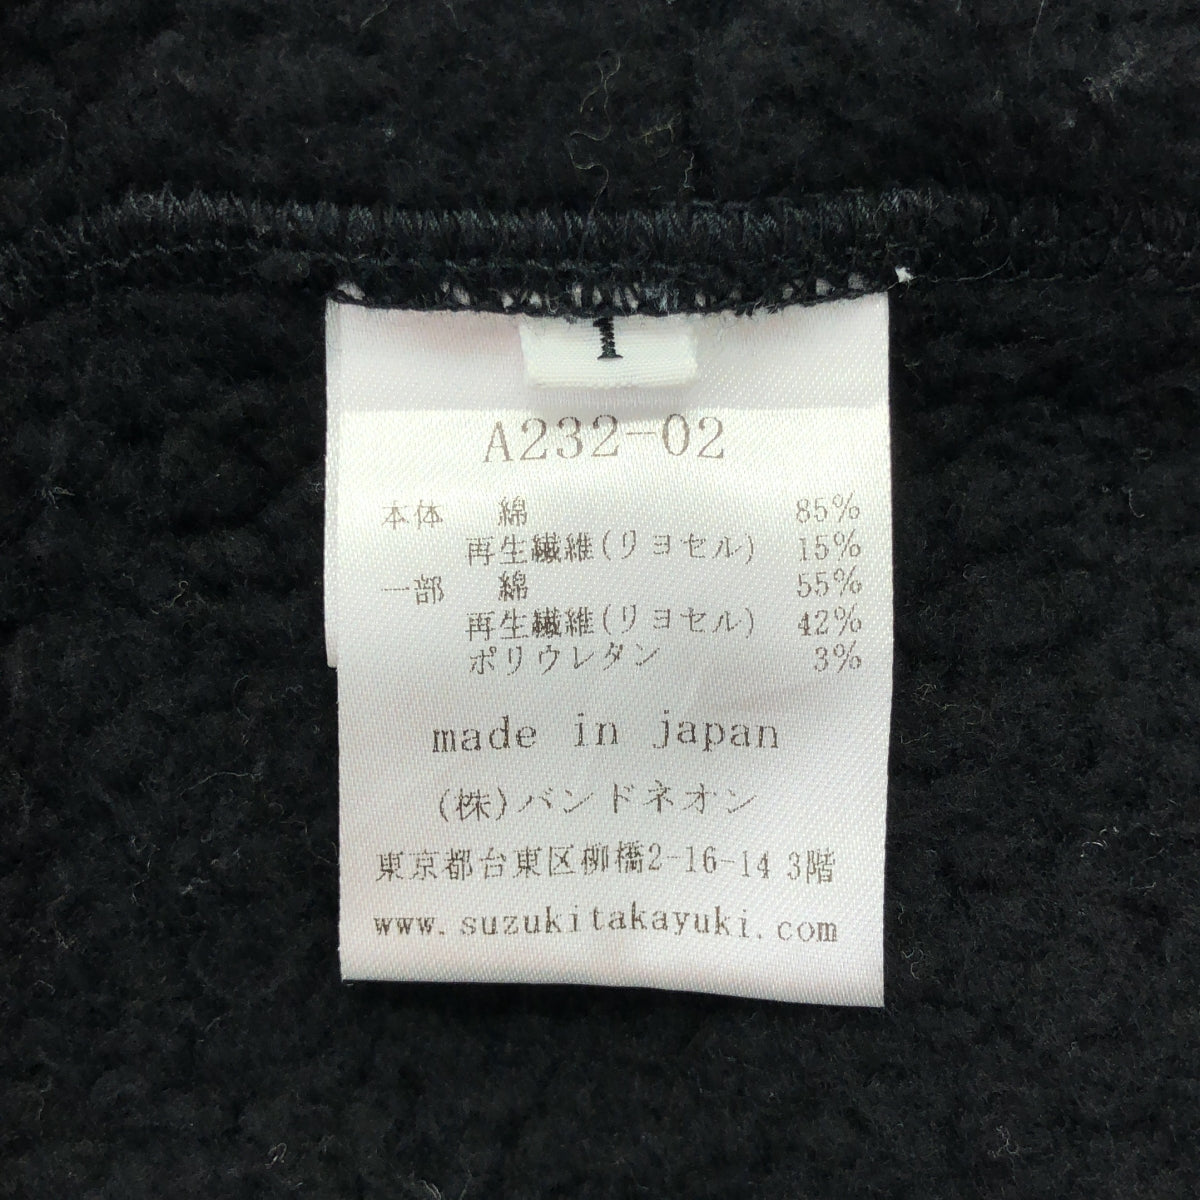 1
A232-02
本体 綿 85%
再生繊維(リヨセル) 15%
一部 綿 55%
再生繊維(リヨセル) 42%
ポリウレタン 3%
made in japan
(株)バンドネオン
東京都台東区柳橋2-16-14 3階
www.suzukitakayuki.com